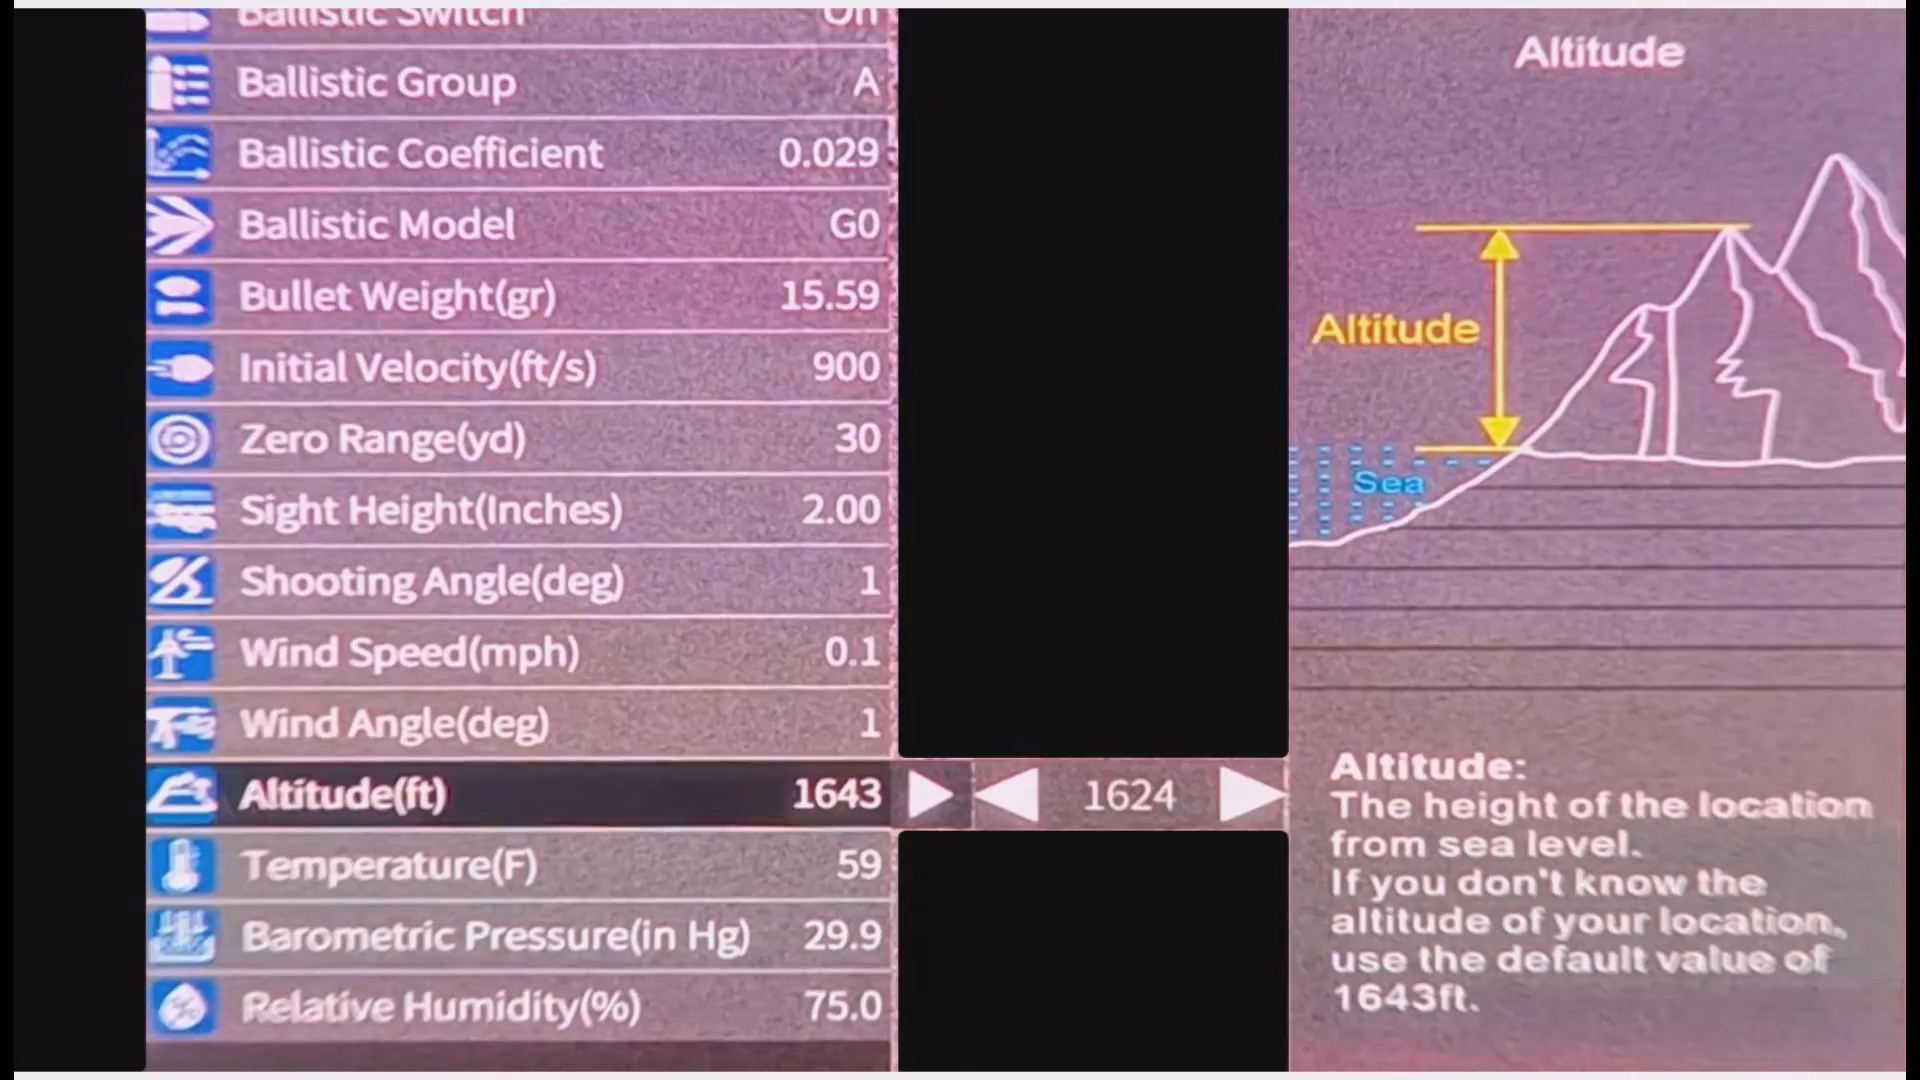 Ballistic Switch On
Ballistic Group A
Ballistic Coefficient 0.029
Ballistic Model G0
Bullet Weight(gr) 15.59
Initial Velocity(ft/s) 900
Zero Range(yd) 30
Sight Height(Inches) 2.00
Shooting Angle(deg) 1
Wind Speed(mph) 0.1
Wind Angle(deg) 1
Altitude(ft) 1643 1624
Temperature(F) 59
Barometric Pressure(in Hg) 29.9
Relative Humidity(%) 75.0
Altitude
Altitude
Sea
Altitude:
The height of the location
from sea level.
If you don't know the
altitude of your location,
use the default value of
1643ft.